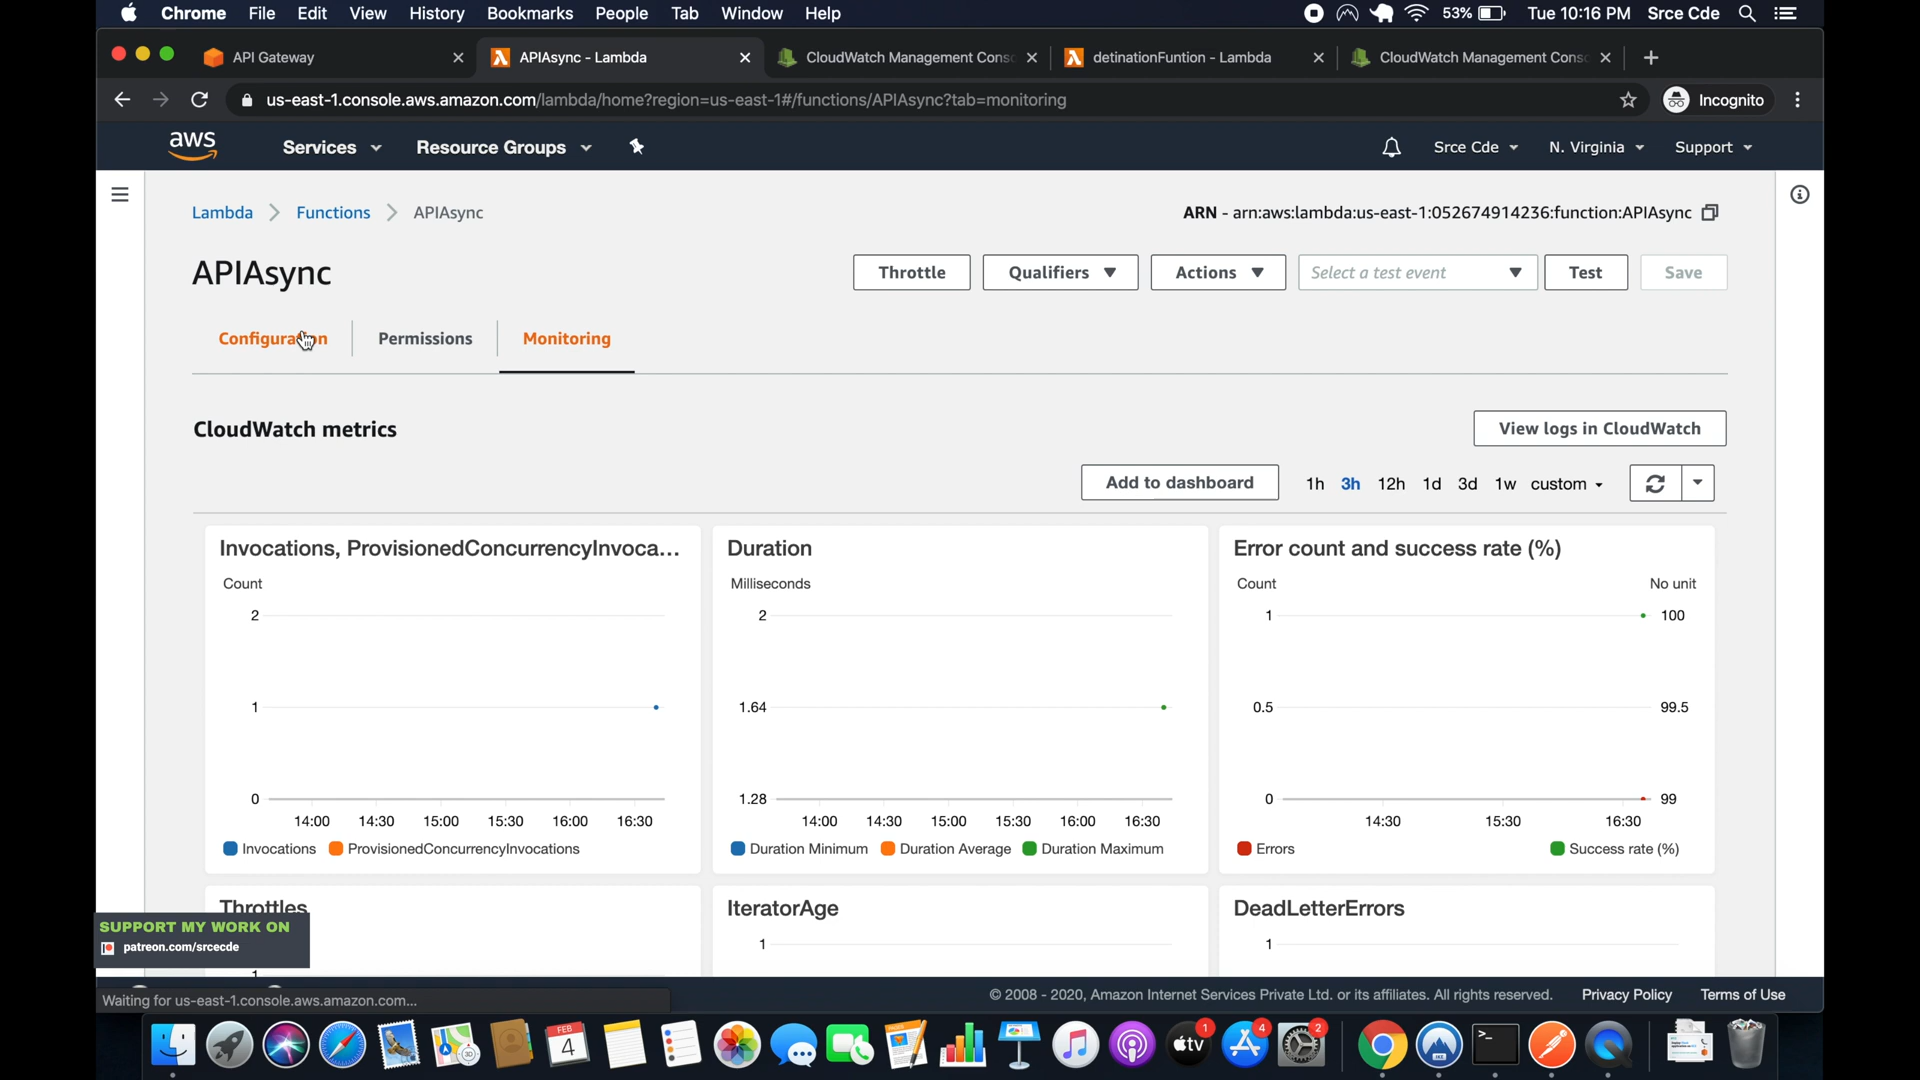 Chrome File Edit View History Bookmarks People Tab Window Help 53% Tue 10:16 PM Srce Cde
API Gateway APIAsync - Lambda CloudWatch Management Cons detinationFuntion - Lambda CloudWatch Management Cons
us-east-1.console.aws.amazon.com/lambda/home?region=us-east-1#/functions/APIAsync?tab=monitoring Incognito
aws Services Resource Groups Srce Cde N. Virginia Support
Lambda Functions APIAsync ARN - arn:aws:lambda:us-east-1:052674914236:function:APIAsync
APIAsync Throttle Qualifiers Actions Select a test event Test Save
Configuration Permissions Monitoring
CloudWatch metrics View logs in CloudWatch
Add to dashboard 1h 3h 12h 1d 3d 1w custom
Invocations, ProvisionedConcurrencyInvoca...
Count
2
1
0
14:00 14:30 15:00 15:30 16:00 16:30
Invocations ProvisionedConcurrencyInvocations
Duration
Milliseconds
2
1.64
1.28
14:00 14:30 15:00 15:30 16:00 16:30
Duration Minimum Duration Average Duration Maximum
Error count and success rate (%)
Count No unit
1 100
0.5 99.5
0 99
14:30 15:30 16:30
Errors Success rate (%)
Throttles
1
IteratorAge
1
DeadLetterErrors
1
SUPPORT MY WORK ON
patreon.com/srcecde
Waiting for us-east-1.console.aws.amazon.com...
© 2008 - 2020, Amazon Internet Services Private Ltd. or its affiliates. All rights reserved. Privacy Policy Terms of Use
FEB
4
tv
1
4
2